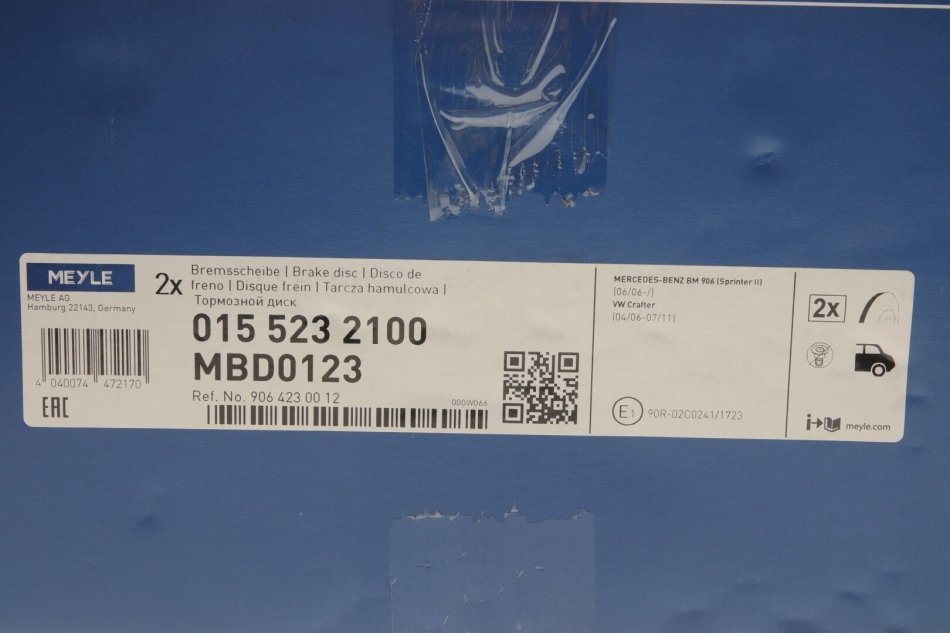 MEYLE
MEYLE AG
Hamburg 22143, Germany
4 040074 472170
EAC
2x
Bremsscheibe | Brake disc | Disco de
freno | Disque frein | Tarcza hamulcowa |
Тормозной диск
015 523 2100
MBD0123
Ref. No. 906 423 00 12
000W066
MERCEDES-BENZ BM 906 (Sprinter II)
(06/06-/)
VW Crafter
(04/06-07/11)
E1 90R-02C0241/1723
2x
i
meyle.com